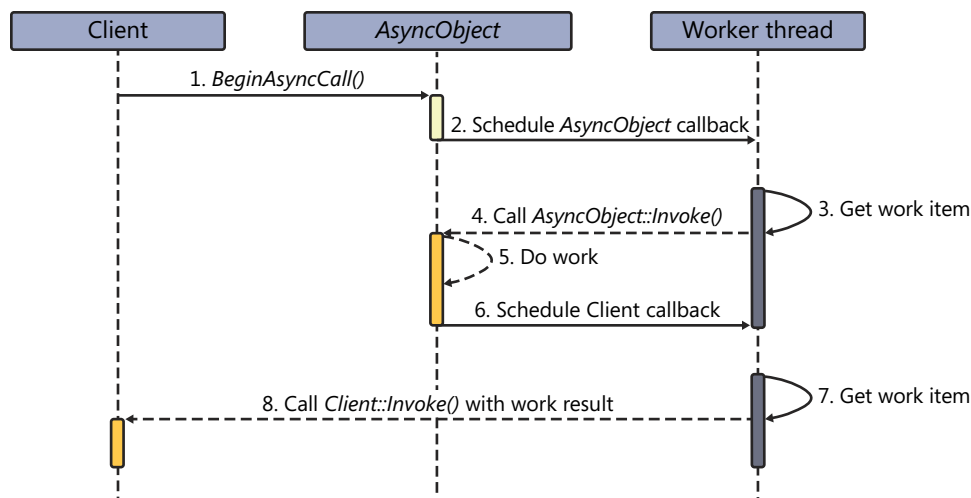 Client
AsyncObject
Worker thread
1. BeginAsyncCall()
2. Schedule AsyncObject callback
3. Get work item
4. Call AsyncObject::Invoke()
5. Do work
6. Schedule Client callback
7. Get work item
8. Call Client::Invoke() with work result